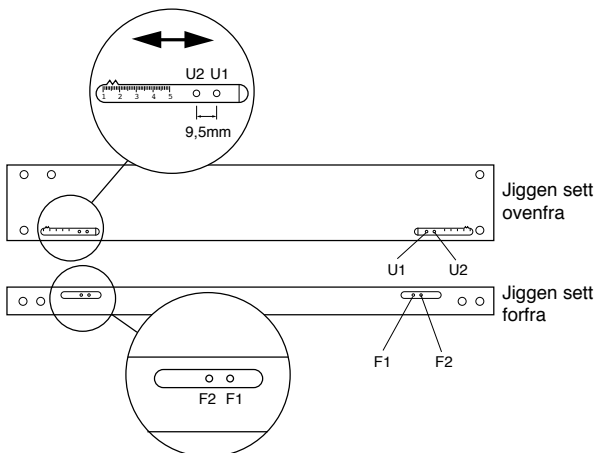 U2 U1
1 2 3 4 5
9,5mm
Jiggen sett
ovenfra
U1 U2
Jiggen sett
forfra
F1 F2
F2 F1